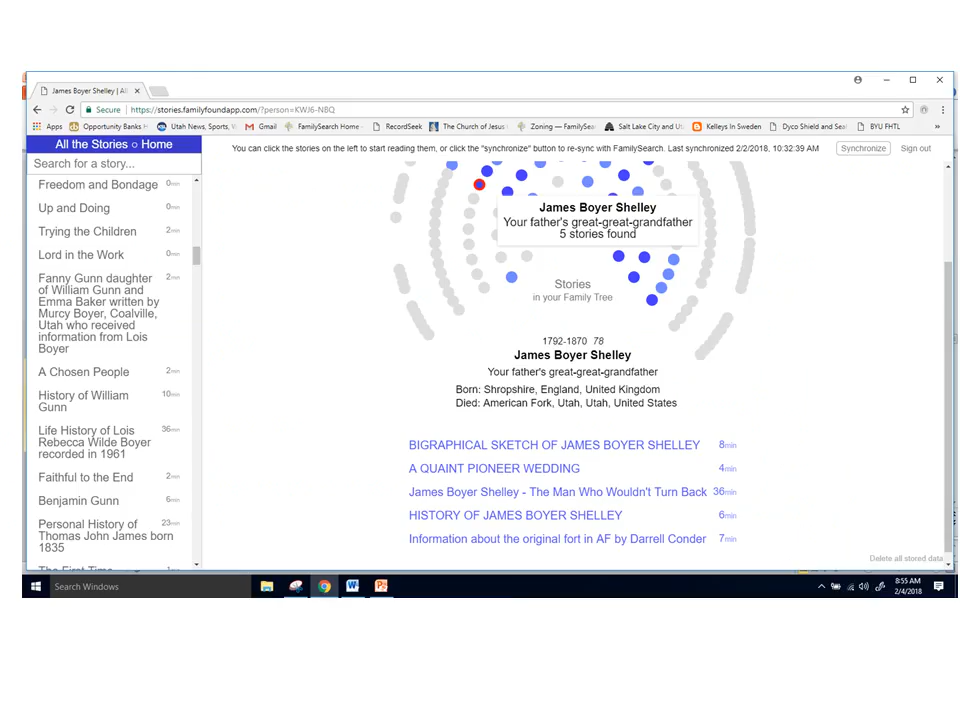 James Boyer Shelley | All
Secure
https://stories.familyfoundapp.com/?person=KWJ6-NBQ
Apps
Opportunity Banks H
Utah News, Sports, W
Gmail
FamilySearch Home -
RecordSeek
The Church of Jesus
Zoning — FamilySea
Salt Lake City and Ut
Kelleys In Sweden
Dyco Shield and Sea
BYU FHTL
»
All the Stories ○ Home
You can click the stories on the left to start reading them, or click the "synchronize" button to re-sync with FamilySearch. Last synchronized 2/2/2018, 10:32:39 AM
Synchronize
Sign out
Search for a story...
Freedom and Bondage 0min
Up and Doing 0min
Trying the Children 2min
Lord in the Work 0min
Fanny Gunn daughter 2min
of William Gunn and
Emma Baker written by
Murcy Boyer, Coalville,
Utah who received
information from Lois
Boyer
A Chosen People 2min
History of William 10min
Gunn
Life History of Lois 36min
Rebecca Wilde Boyer
recorded in 1961
Faithful to the End 2min
Benjamin Gunn 6min
Personal History of 23min
Thomas John James born
1835
The First Time
James Boyer Shelley
Your father's great-great-grandfather
5 stories found
Stories
in your Family Tree
1792-1870 78
James Boyer Shelley
Your father's great-great-grandfather
Born: Shropshire, England, United Kingdom
Died: American Fork, Utah, Utah, United States
BIGRAPHICAL SKETCH OF JAMES BOYER SHELLEY 8min
A QUAINT PIONEER WEDDING 4min
James Boyer Shelley - The Man Who Wouldn't Turn Back 36min
HISTORY OF JAMES BOYER SHELLEY 6min
Information about the original fort in AF by Darrell Conder 7min
Delete all stored data
Search Windows
8:55 AM
2/4/2018